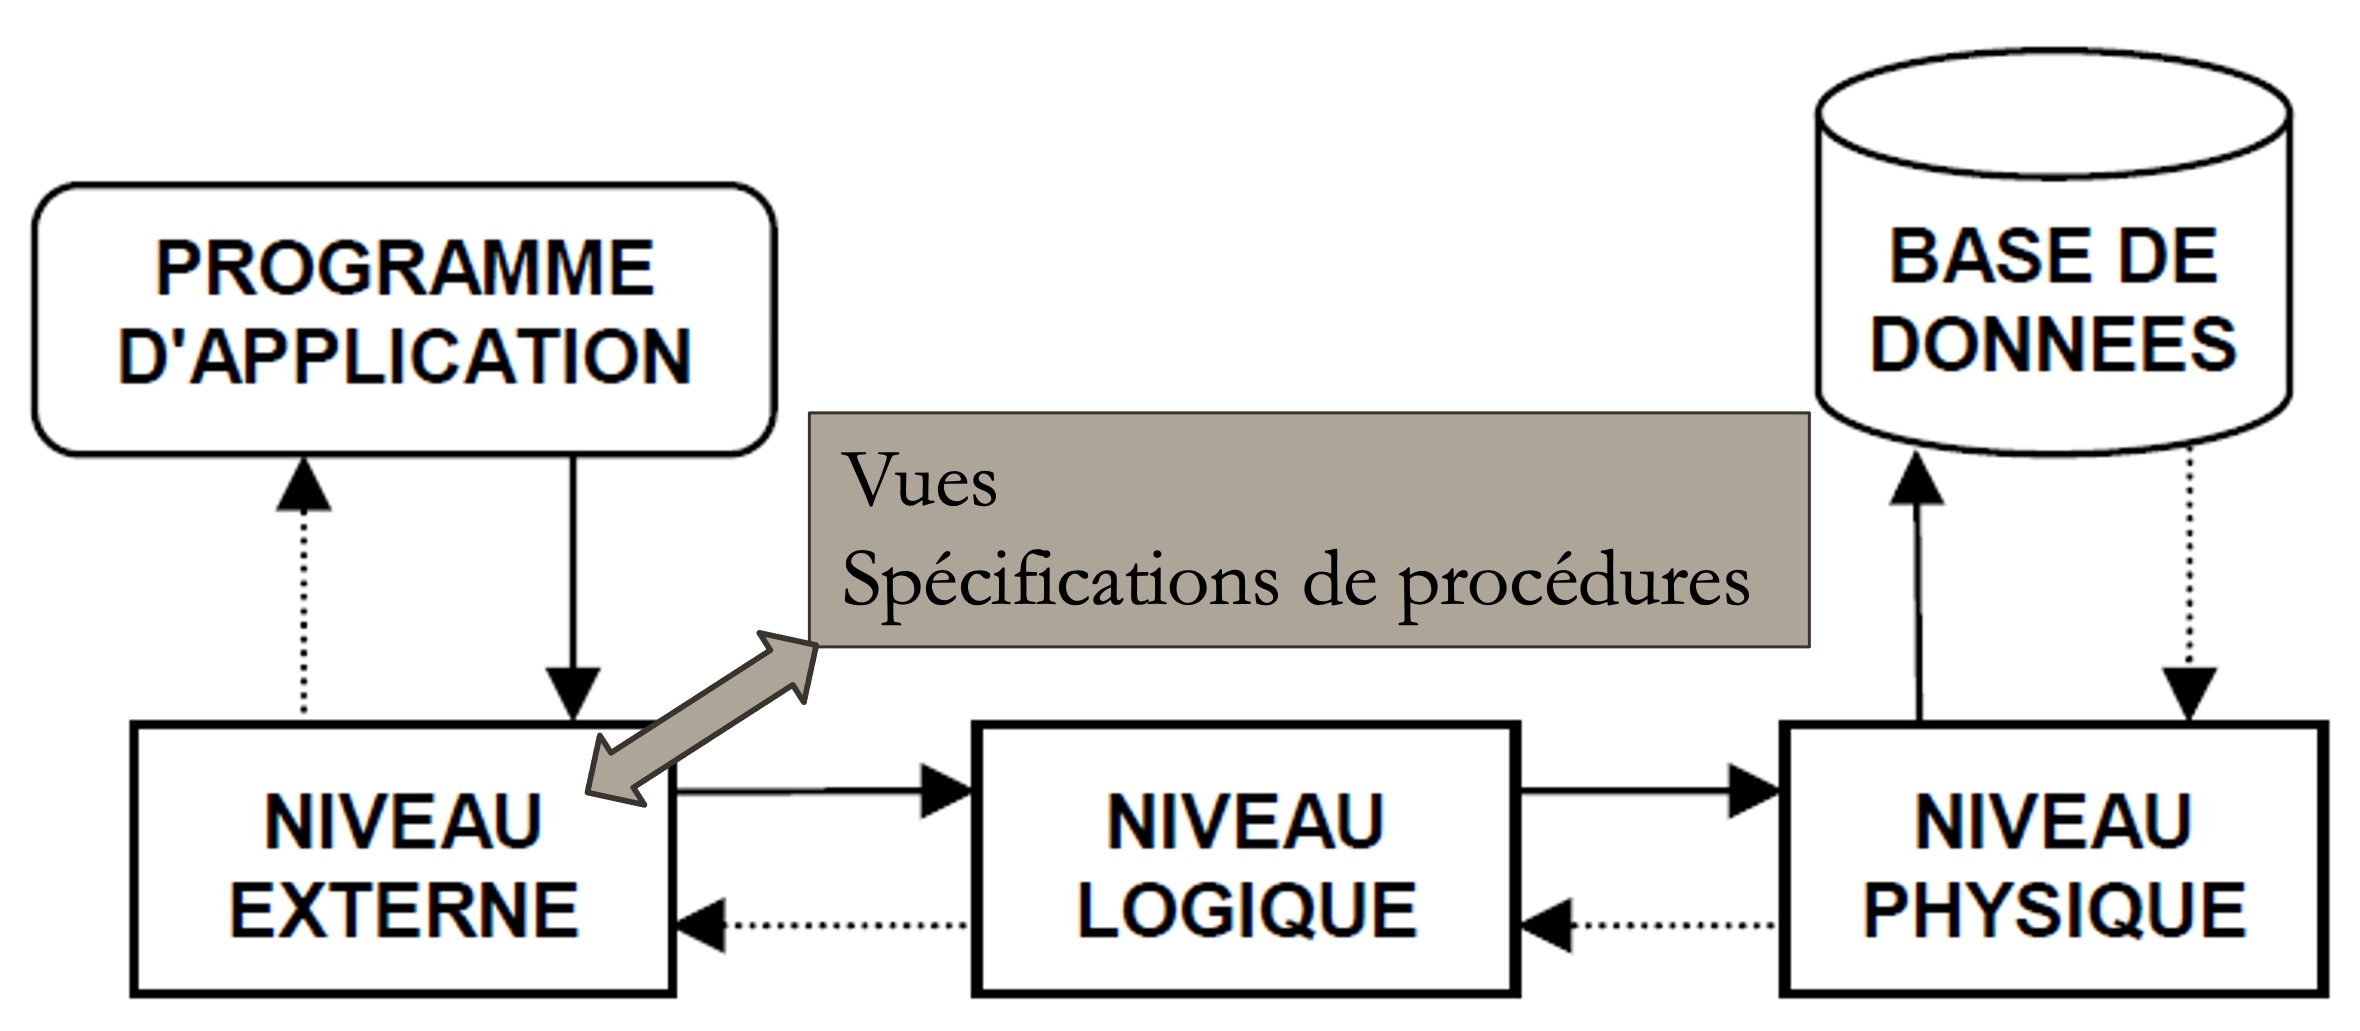 PROGRAMME
D'APPLICATION
BASE DE
DONNEES
Vues
Spécifications de procédures
NIVEAU
EXTERNE
NIVEAU
LOGIQUE
NIVEAU
PHYSIQUE